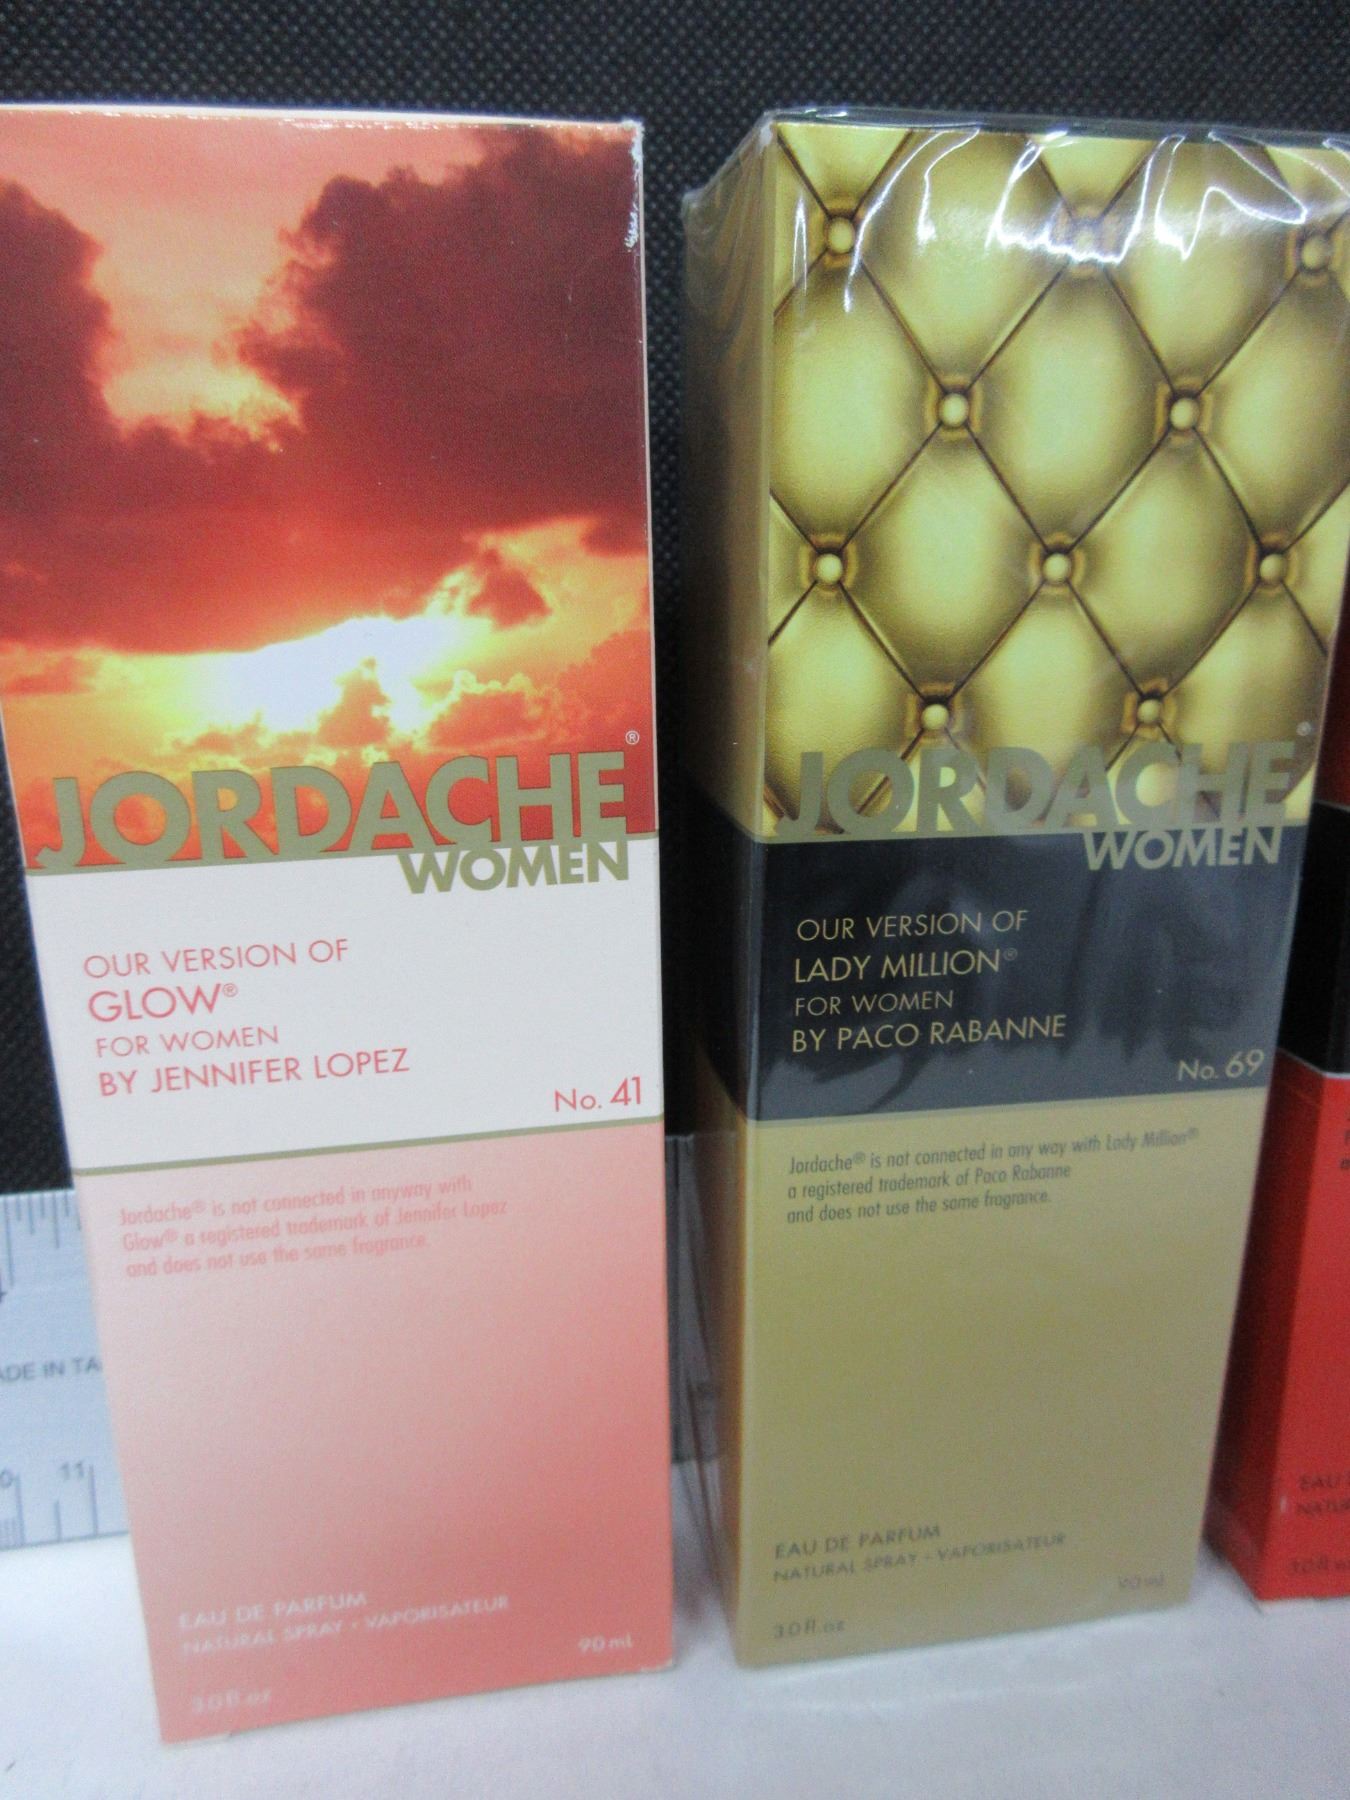 JORDACHE®
WOMEN
OUR VERSION OF
GLOW®
FOR WOMEN
BY JENNIFER LOPEZ
No. 41
Jordache® is not connected in anyway with
Glow® a registered trademark of Jennifer Lopez
and does not use the same fragrance.
EAU DE PARFUM
NATURAL SPRAY • VAPORISATEUR
90 mL
3.0 fl.oz
JORDACHE®
WOMEN
OUR VERSION OF
LADY MILLION®
FOR WOMEN
BY PACO RABANNE
No. 69
Jordache® is not connected in any way with Lady Million®
a registered trademark of Paco Rabanne
and does not use the same fragrance.
EAU DE PARFUM
NATURAL SPRAY - VAPORISATEUR
90 ml
3.0 fl.oz
EAU
IN TA
11